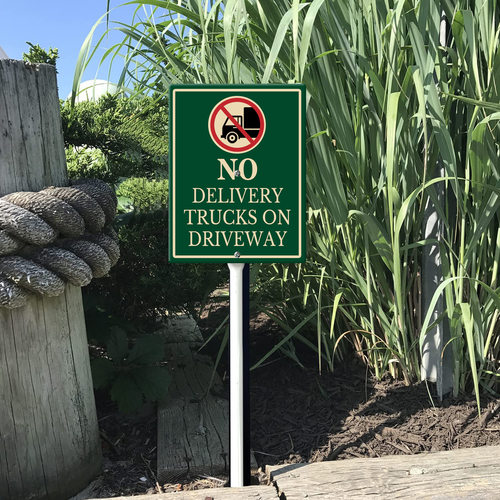 NO
DELIVERY
TRUCKS ON
DRIVEWAY